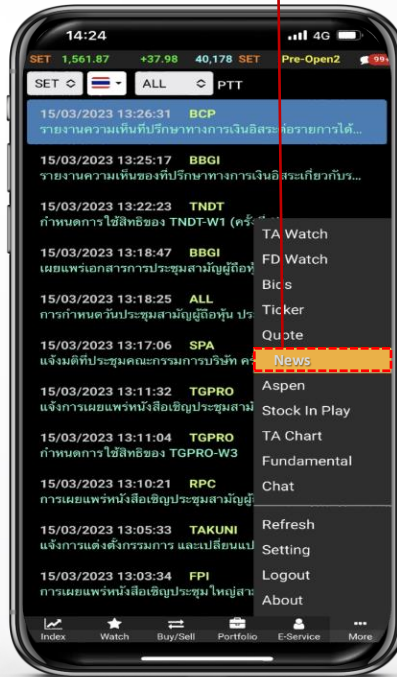 14:24
4G
SET 1,561.87 +37.98 40,178 SET Pre-Open2 99+
SET ALL PTT
15/03/2023 13:26:31 BCP
รายงานความเห็นที่ปรึกษาทางการเงินอิสระต่อรายการได้...
15/03/2023 13:25:17 BBGI
รายงานความเห็นของที่ปรึกษาทางการเงินอิสระเกี่ยวกับร...
15/03/2023 13:22:23 TNDT
กำหนดการใช้สิทธิของ TNDT-W1
TA Watch
15/03/2023 13:18:47 BBGI
FD Watch
เผยแพร่เอกสารการประชุมสามัญผู้ถือหุ้
Bids
15/03/2023 13:18:25 ALL
Ticker
การกำหนดวันประชุมสามัญผู้ถือหุ้น
Quote
15/03/2023 13:17:06 SPA
แจ้งมติที่ประชุมคณะกรรมการบริษัท
News
15/03/2023 13:11:32 TGPRO
Aspen
แจ้งการเผยแพร่หนังสือเชิญประชุมสามั
Stock In Play
15/03/2023 13:11:04 TGPRO
TA Chart
กำหนดการใช้สิทธิของ TGPRO-W3
Fundamental
15/03/2023 13:10:21 RPC
Chat
การเผยแพร่หนังสือเชิญประชุมสามัญผู้
15/03/2023 13:05:33 TAKUNI
Refresh
แจ้งการแต่งตั้งกรรมการ และเปลี่ยนแป
Setting
15/03/2023 13:03:34 FPI
Logout
การเผยแพร่หนังสือเชิญประชุมใหญ่สา
About
Index Watch Buy/Sell Portfolio E-Service More